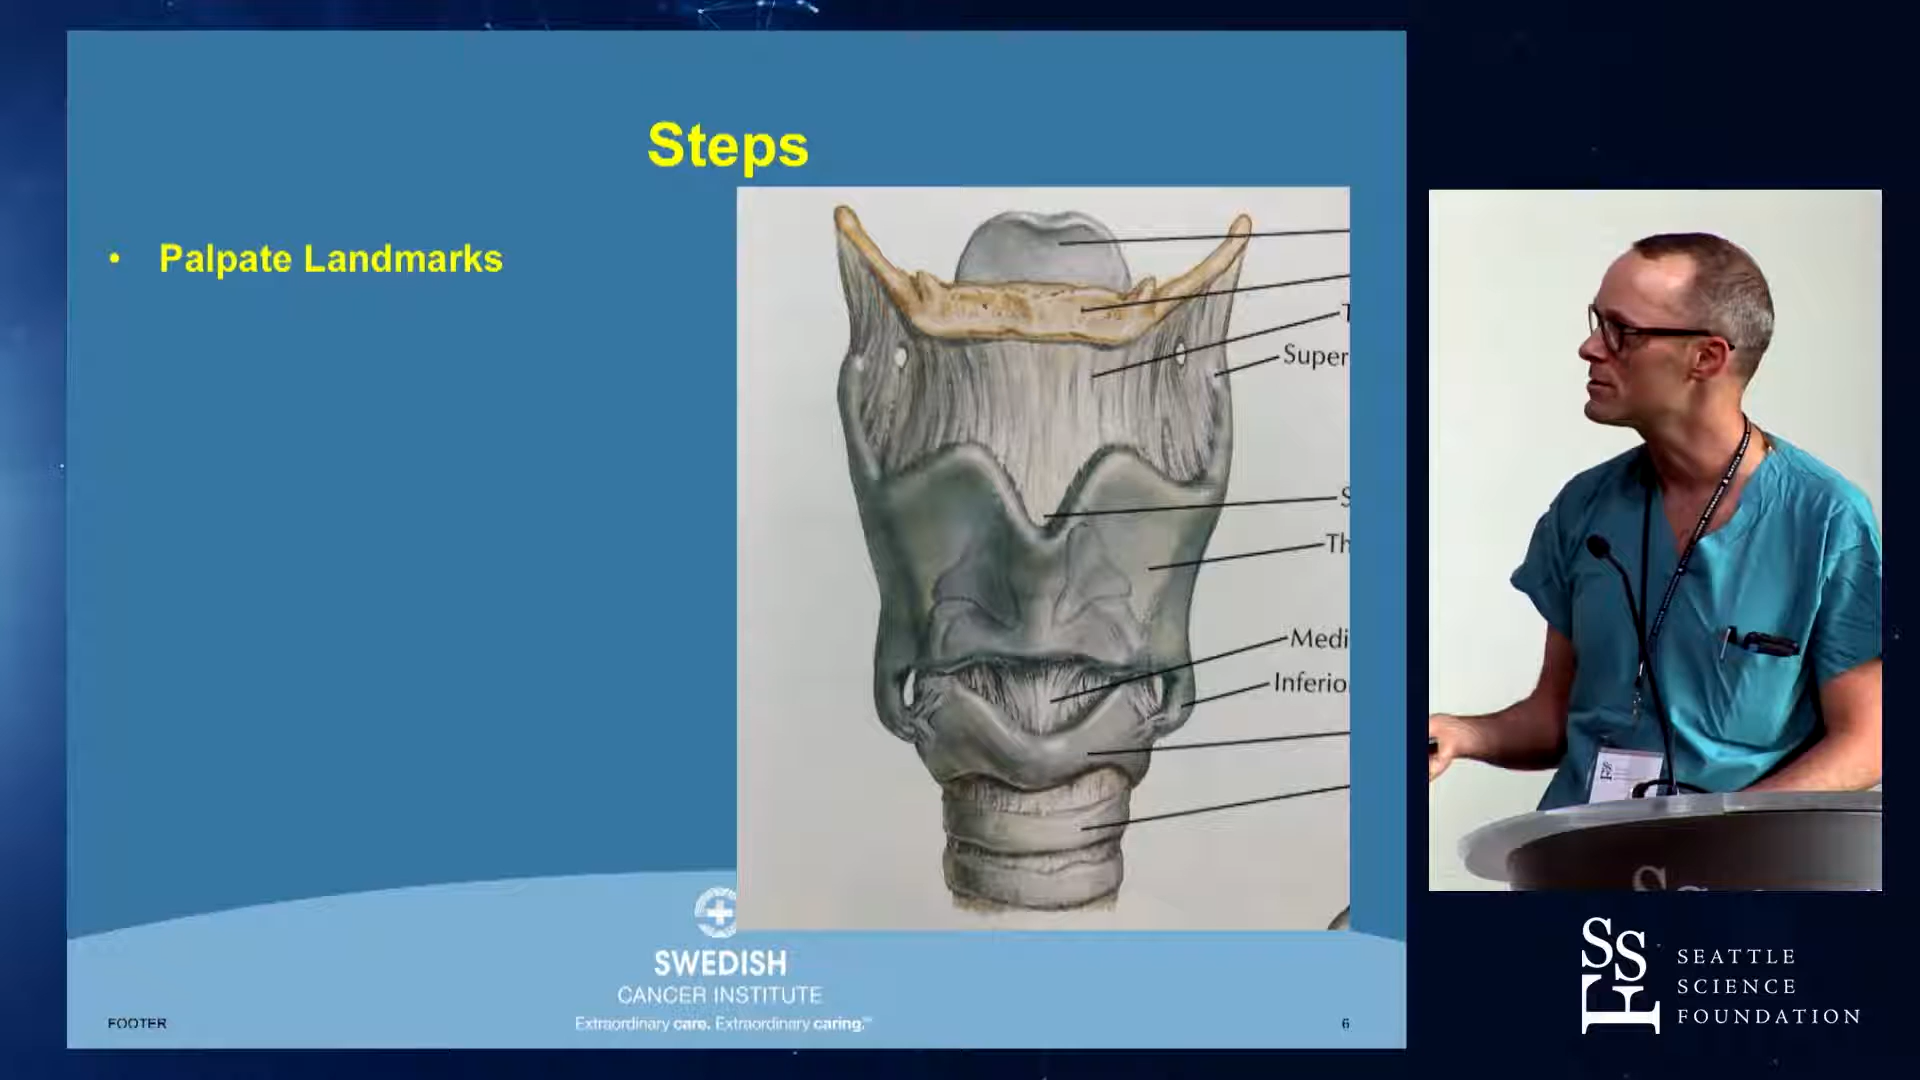 Steps
• Palpate Landmarks
T
Super
S
Th
Medi
Inferio
SWEDISH
CANCER INSTITUTE
Extraordinary care. Extraordinary caring.
FOOTER
6
SSF
SEATTLE
SCIENCE
FOUNDATION